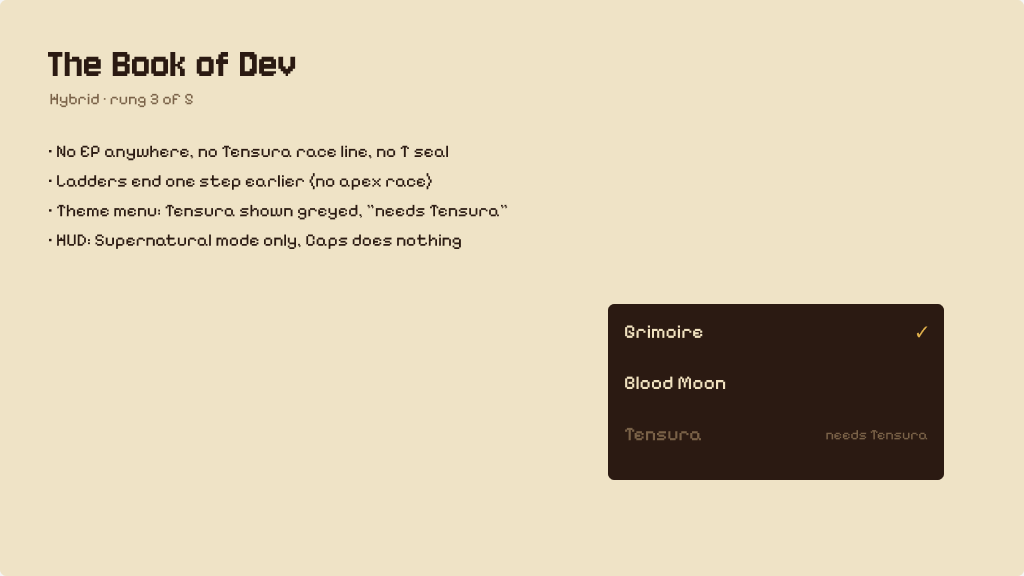 The Book of Dev
Hybrid · rung 3 of 8
· No EP anywhere, no Tensura race line, no T seal
· Ladders end one step earlier (no apex race)
· Theme menu: Tensura shown greyed, "needs Tensura"
· HUD: Supernatural mode only, Caps does nothing
Grimoire ✓
Blood Moon
Tensura needs Tensura